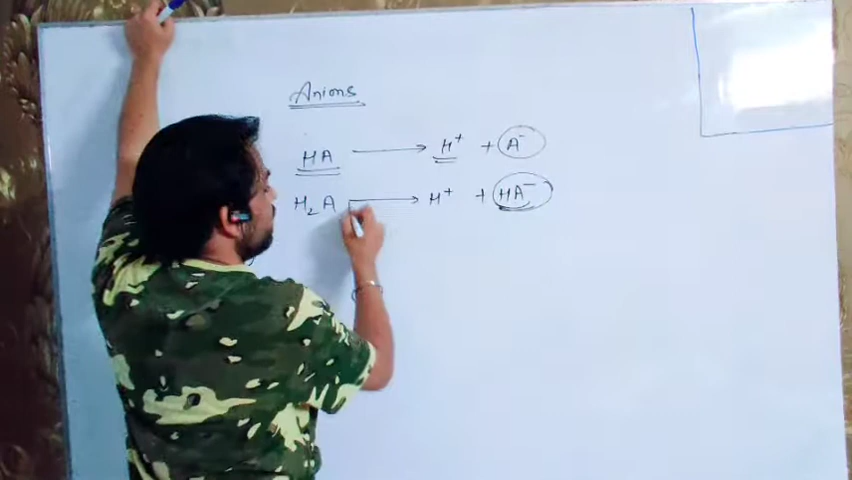 Anions
HA → H⁺ + A⁻
H₂A → H⁺ + HA⁻